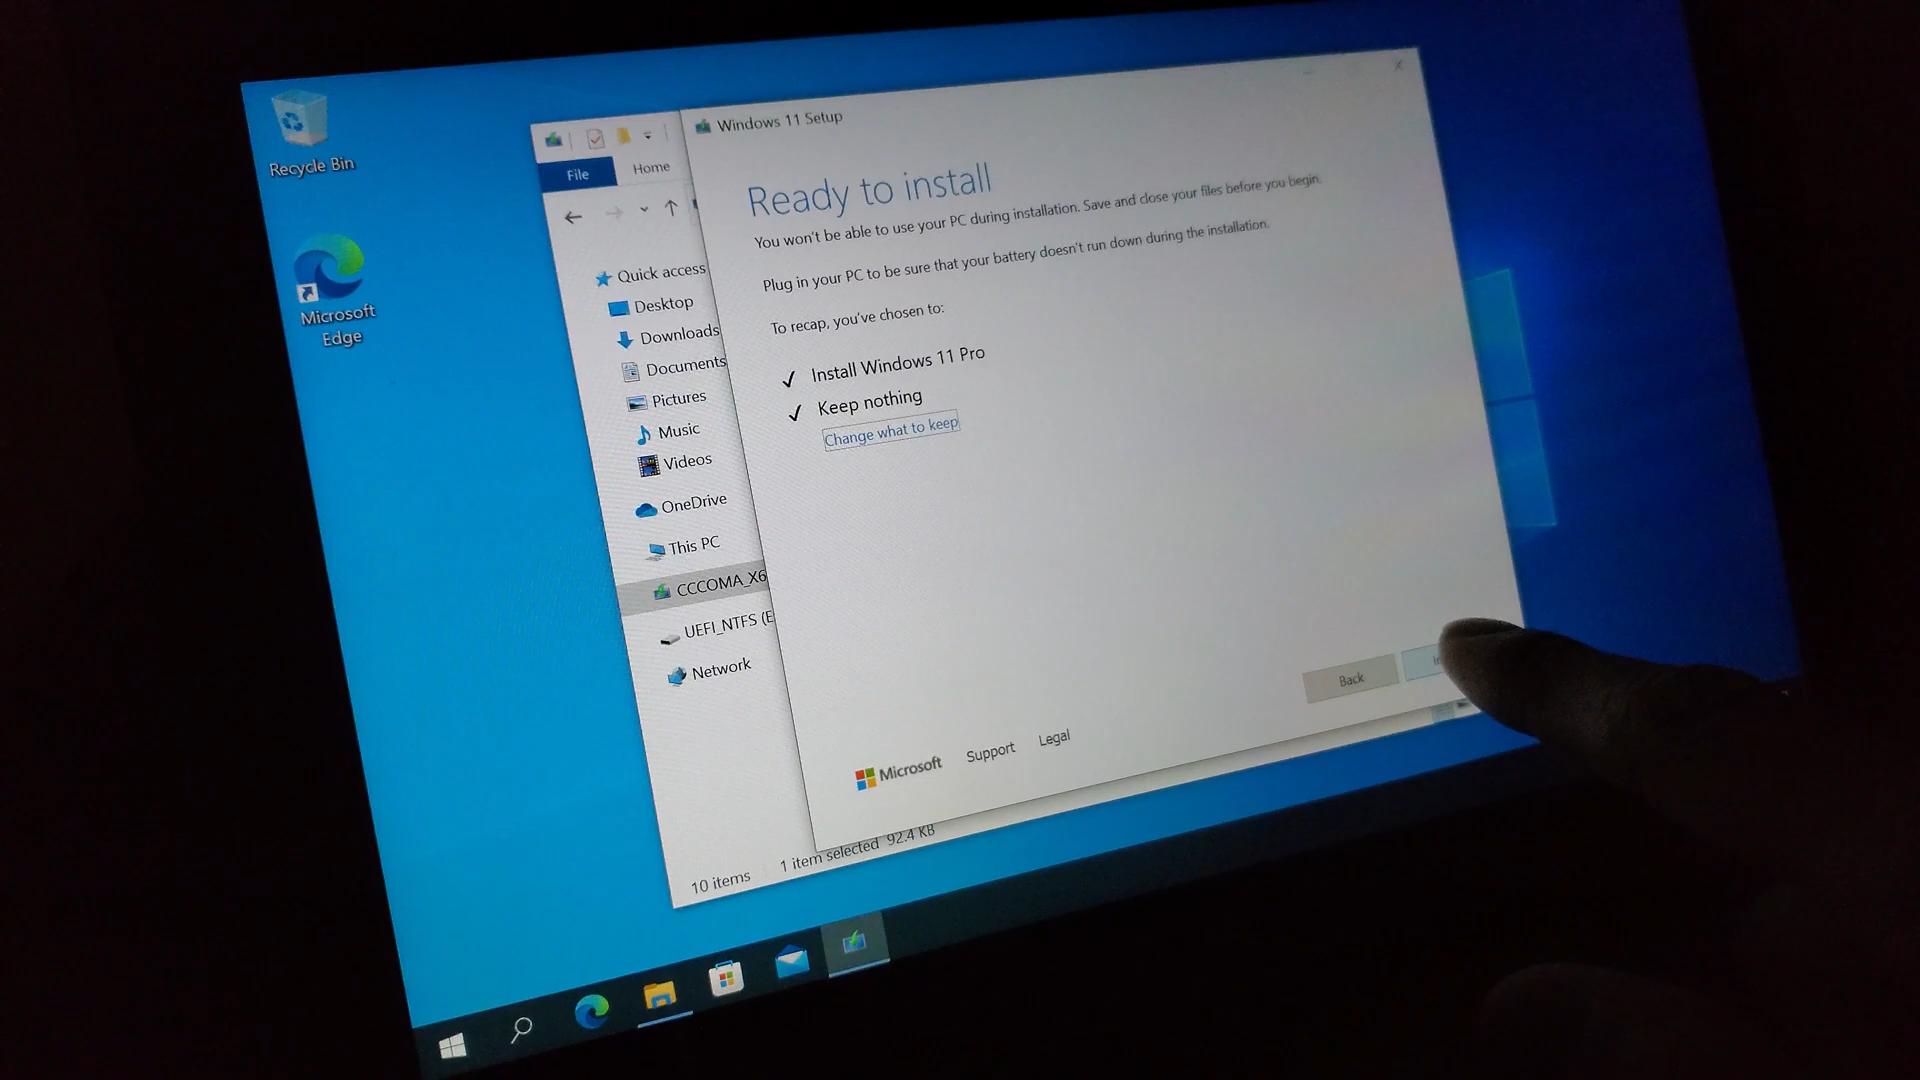 Recycle Bin
Microsoft
Edge
File
Home
Quick access
Desktop
Downloads
Documents
Pictures
Music
Videos
OneDrive
This PC
CCCOMA_X6
UEFI_NTFS (E
Network
10 items
1 item selected 92.4 KB
Windows 11 Setup
Ready to install
You won't be able to use your PC during installation. Save and close your files before you begin.
Plug in your PC to be sure that your battery doesn't run down during the installation.
To recap, you've chosen to:
Install Windows 11 Pro
Keep nothing
Change what to keep
Back
Microsoft
Support
Legal